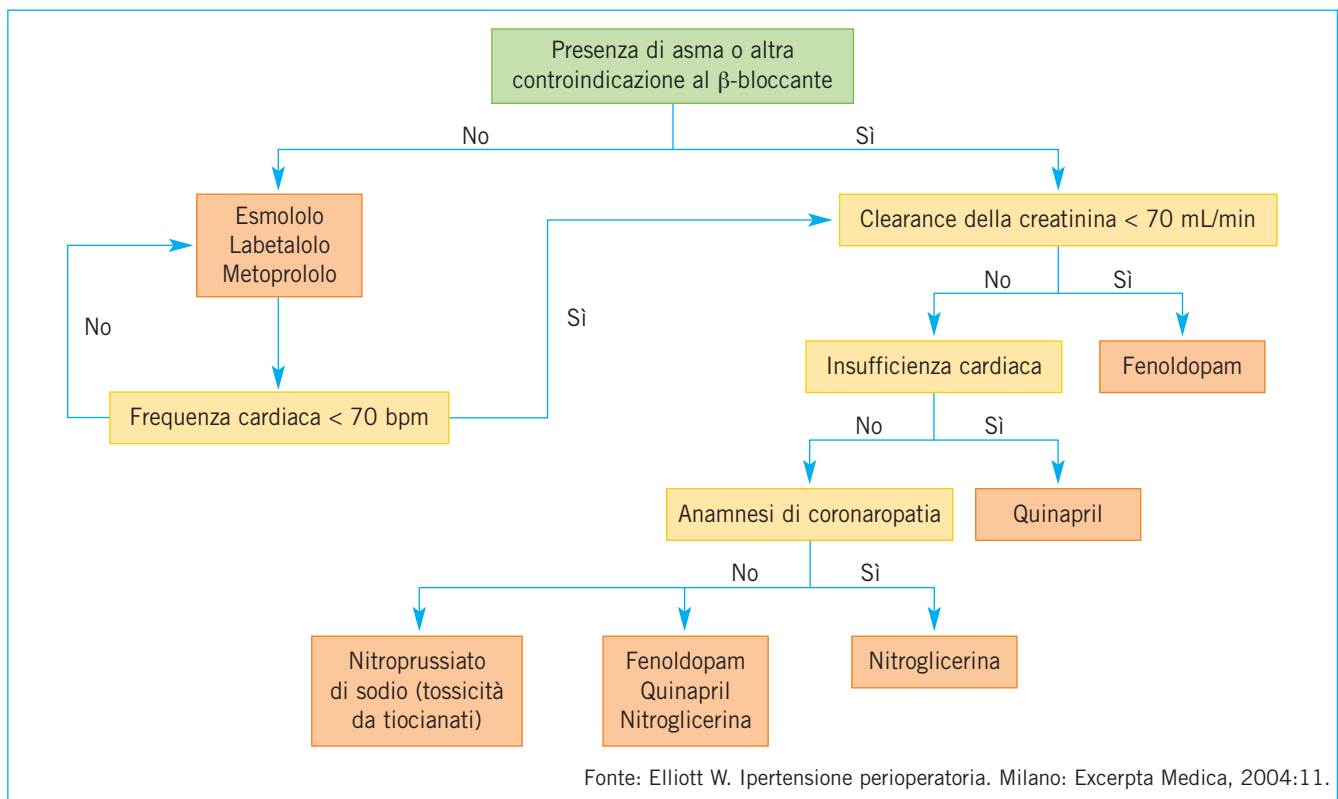 Presenza di asma o altra
controindicazione al β-bloccante
No
Sì
Esmololo
Labetalolo
Metoprololo
Clearance della creatinina < 70 mL/min
No
Sì
No
Sì
Insufficienza cardiaca
Fenoldopam
Frequenza cardiaca < 70 bpm
No
Sì
Anamnesi di coronaropatia
Quinapril
No
Sì
Nitroprussiato
di sodio (tossicità
da tiocianati)
Fenoldopam
Quinapril
Nitroglicerina
Nitroglicerina
Fonte: Elliott W. Ipertensione perioperatoria. Milano: Excerpta Medica, 2004:11.